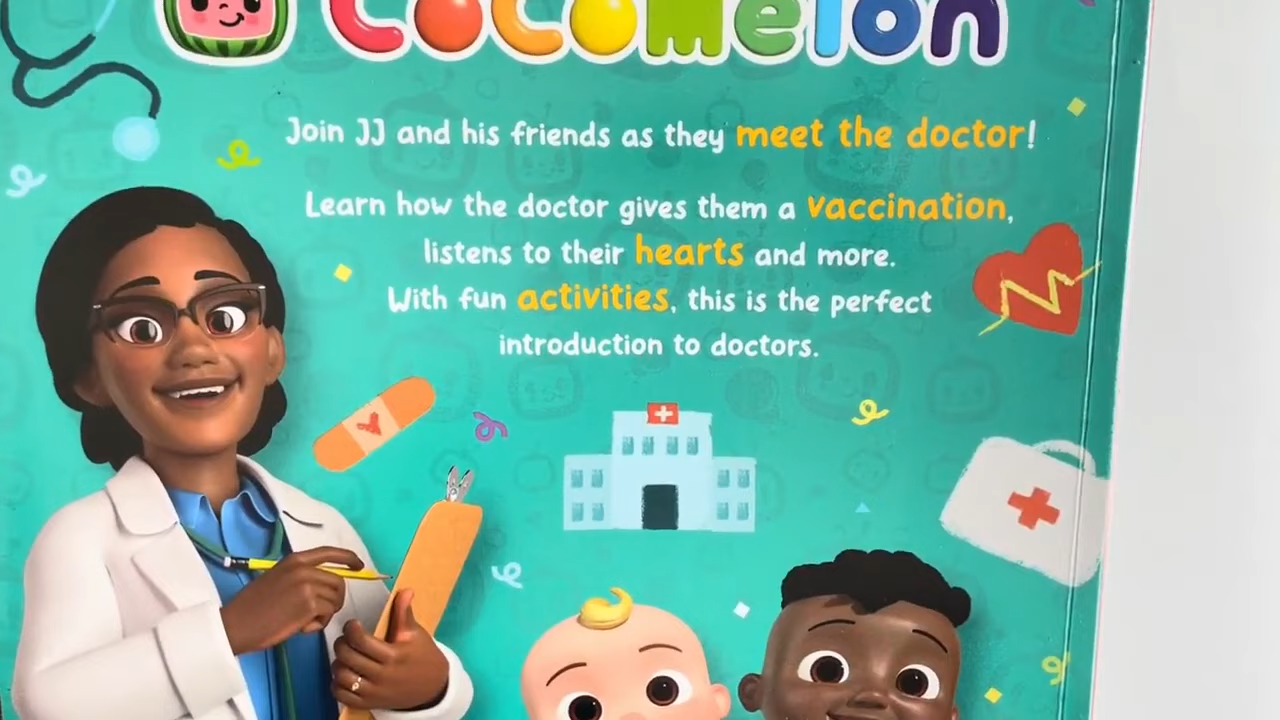 CoComelon
Join JJ and his friends as they meet the doctor!
Learn how the doctor gives them a vaccination,
listens to their hearts and more.
With fun activities, this is the perfect
introduction to doctors.